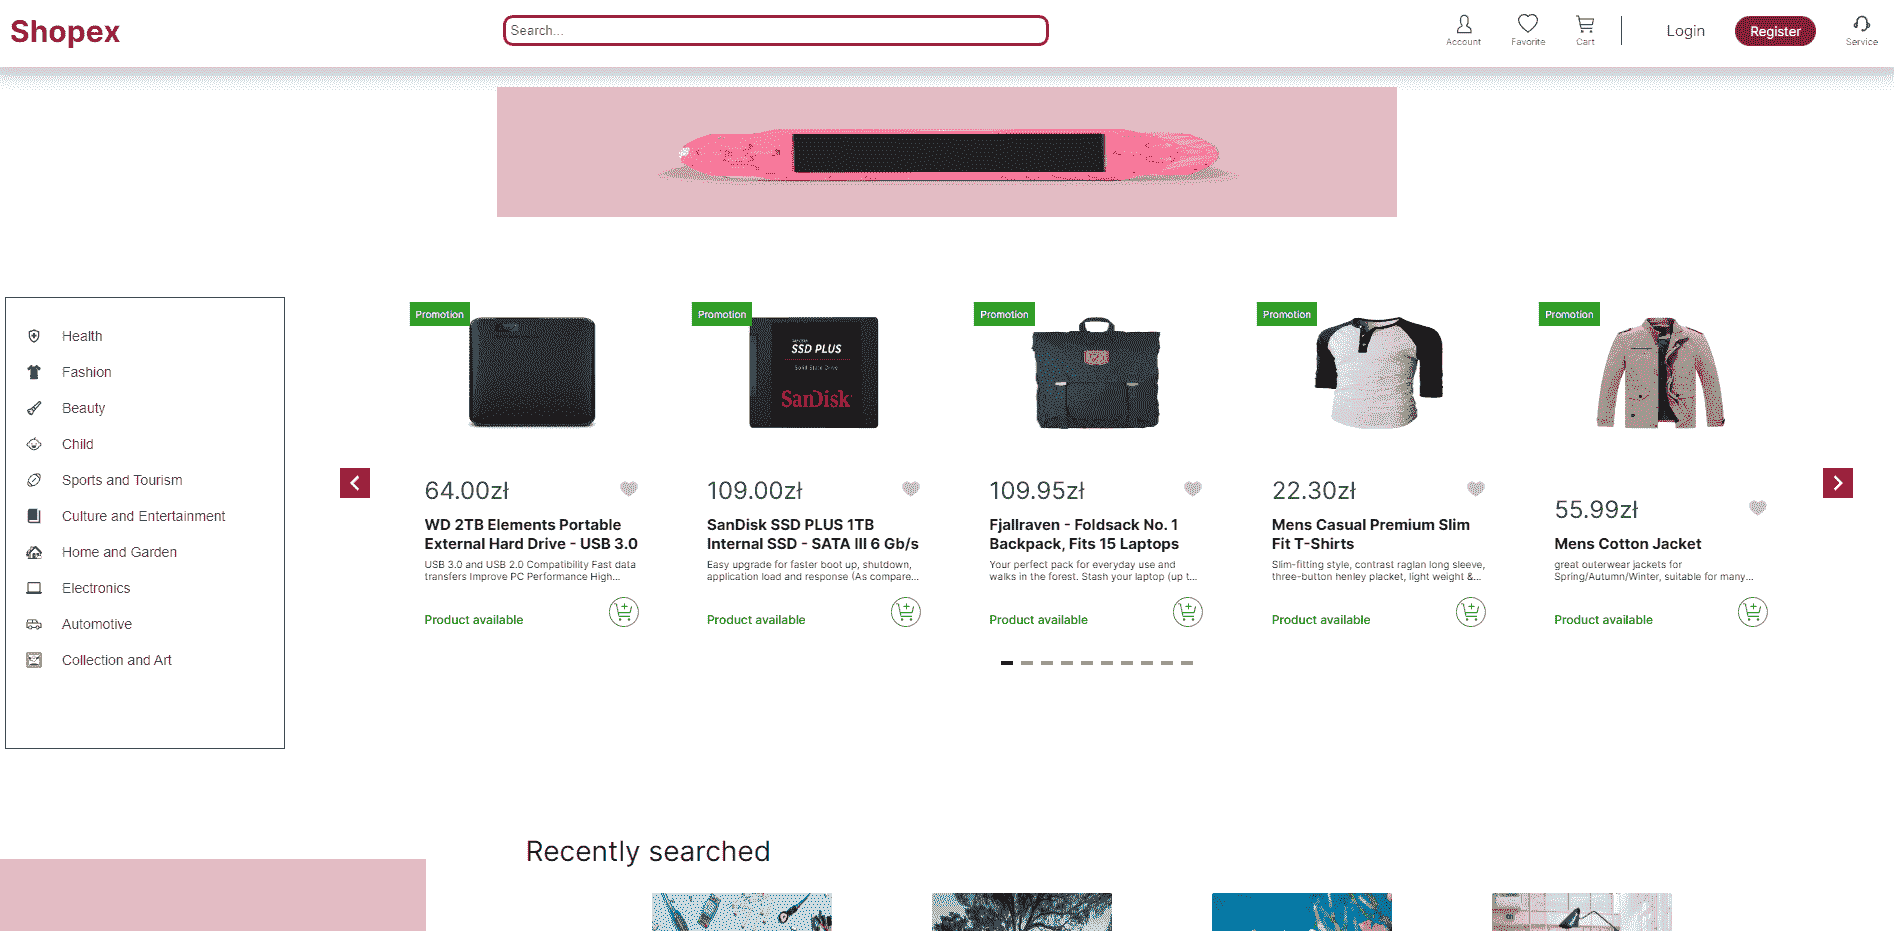 Shopex
Search...
Account
Favorite
Cart
Login
Register
Service
Health
Fashion
Beauty
Child
Sports and Tourism
Culture and Entertainment
Home and Garden
Electronics
Automotive
Collection and Art
Promotion
SSD PLUS
Solid State Drive
SanDisk
64.00zł
WD 2TB Elements Portable
External Hard Drive - USB 3.0
USB 3.0 and USB 2.0 Compatibility Fast data
transfers Improve PC Performance High...
Product available
Promotion
109.00zł
SanDisk SSD PLUS 1TB
Internal SSD - SATA III 6 Gb/s
Easy upgrade for faster boot up, shutdown,
application load and response (As compare...
Product available
Promotion
109.95zł
Fjallraven - Foldsack No. 1
Backpack, Fits 15 Laptops
Your perfect pack for everyday use and
walks in the forest. Stash your laptop (up t...
Product available
Promotion
22.30zł
Mens Casual Premium Slim
Fit T-Shirts
Slim-fitting style, contrast raglan long sleeve,
three-button henley placket, light weight &...
Product available
Promotion
55.99zł
Mens Cotton Jacket
great outerwear jackets for
Spring/Autumn/Winter, suitable for many...
Product available
Recently searched